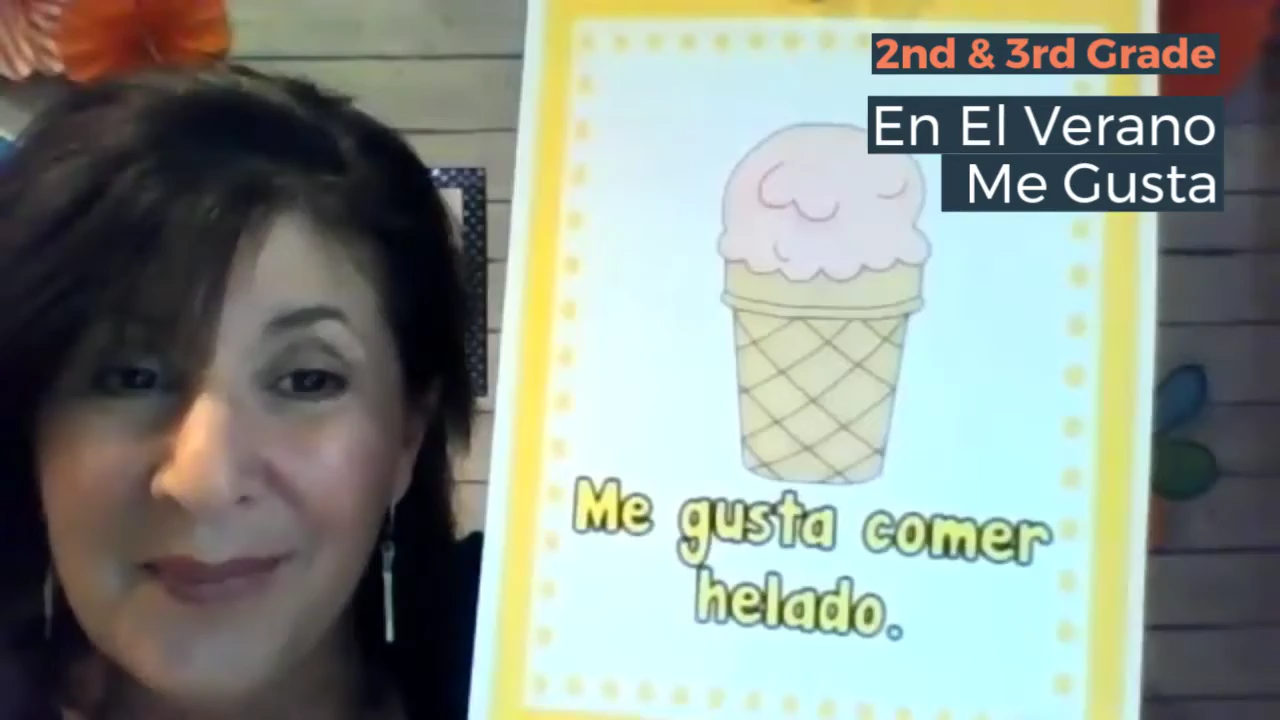 2nd & 3rd Grade
En El Verano
Me Gusta
Me gusta comer
helado.